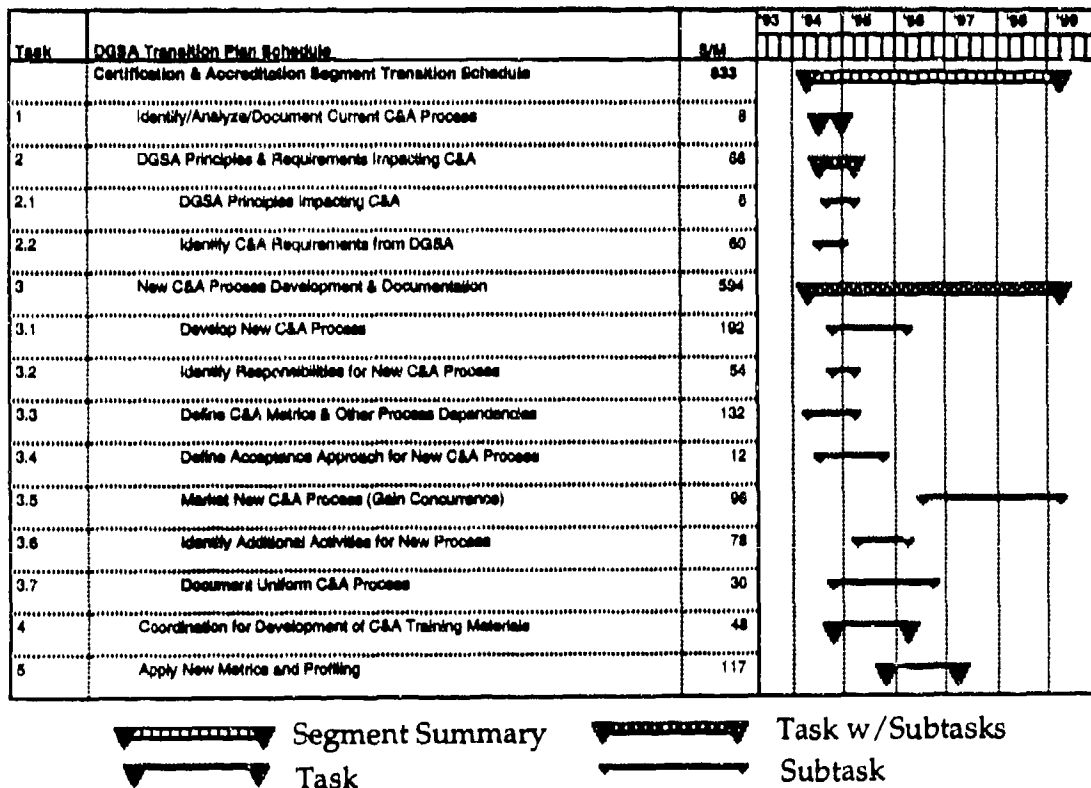 '93 '94 '95 '96 '97 '98 '99
Task DGSA Transition Plan Schedule S/M
Certification & Accreditation Segment Transition Schedule 833
1 Identify/Analyze/Document Current C&A Process 8
2 DGSA Principles & Requirements Impacting C&A 66
2.1 DGSA Principles Impacting C&A 6
2.2 Identify C&A Requirements from DGSA 60
3 New C&A Process Development & Documentation 594
3.1 Develop New C&A Process 192
3.2 Identify Responsibilities for New C&A Process 54
3.3 Define C&A Metrics & Other Process Dependencies 132
3.4 Define Acceptance Approach for New C&A Process 12
3.5 Market New C&A Process (Gain Concurrence) 96
3.6 Identify Additional Activities for New Process 78
3.7 Document Uniform C&A Process 30
4 Coordination for Development of C&A Training Materials 48
5 Apply New Metrics and Profiling 117
Segment Summary Task w/Subtasks
Task Subtask